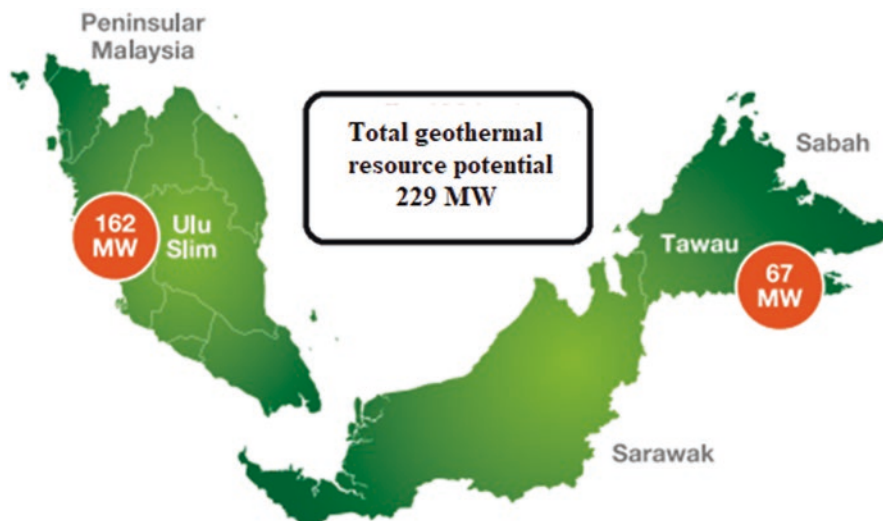 Peninsular
Malaysia
Total geothermal
resource potential
229 MW
Sabah
162
MW
Ulu
Slim
Tawau
67
MW
Sarawak